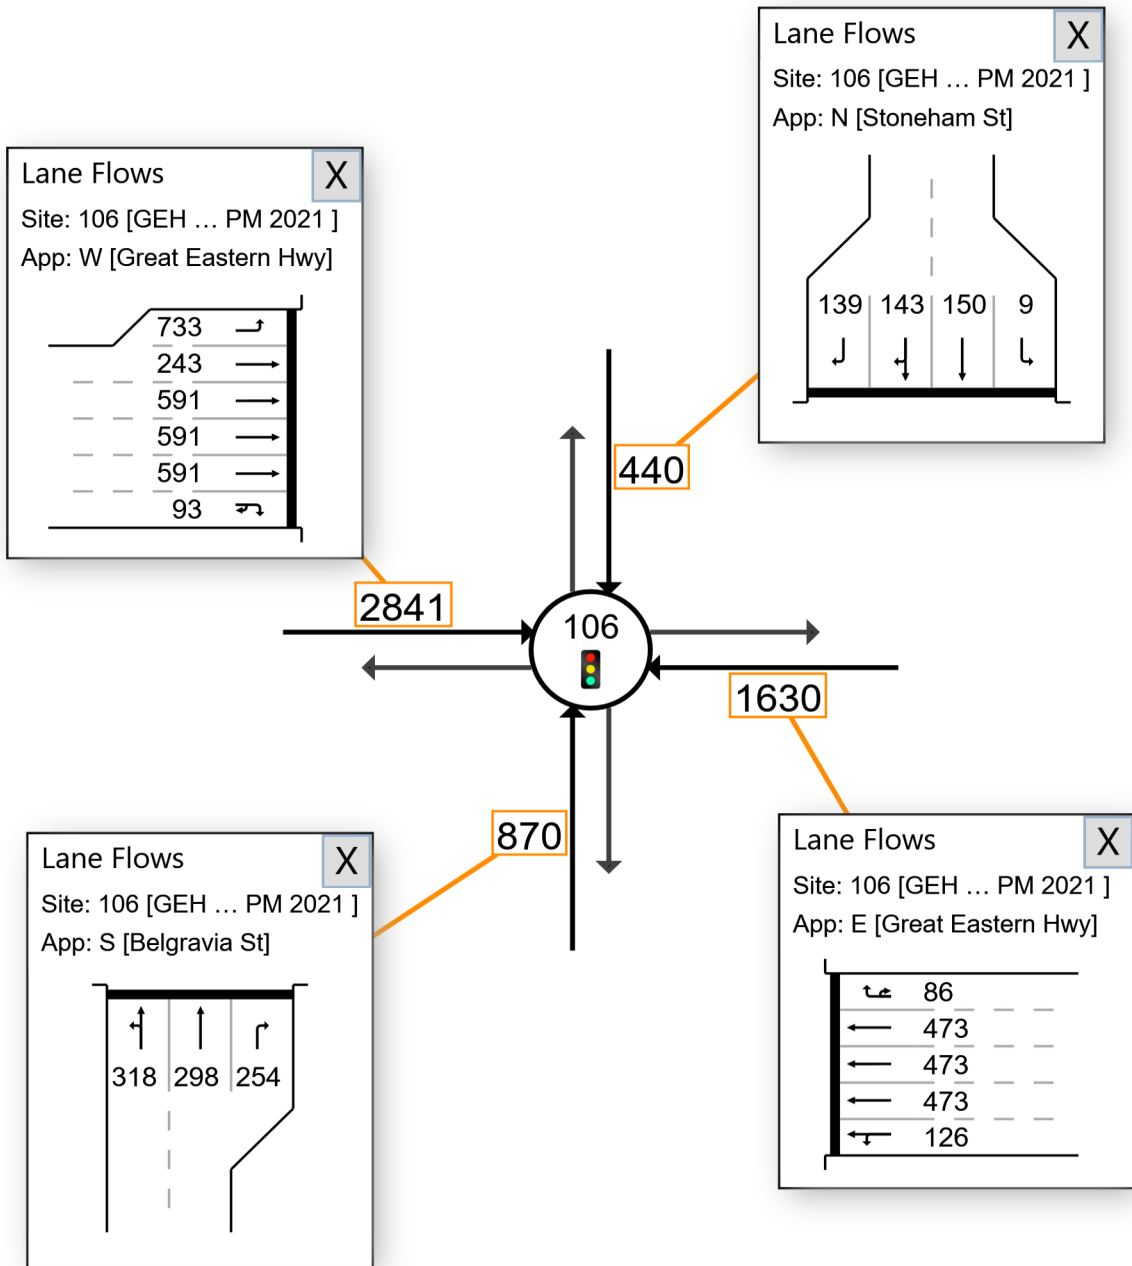 Lane Flows
X
Site: 106 [GEH ... PM 2021 ]
App: N [Stoneham St]
139 143 150 9
Lane Flows
X
Site: 106 [GEH ... PM 2021 ]
App: W [Great Eastern Hwy]
733
243
591
591
591
93
440
2841
106
1630
870
Lane Flows
X
Site: 106 [GEH ... PM 2021 ]
App: S [Belgravia St]
318 298 254
Lane Flows
X
Site: 106 [GEH ... PM 2021 ]
App: E [Great Eastern Hwy]
86
473
473
473
126